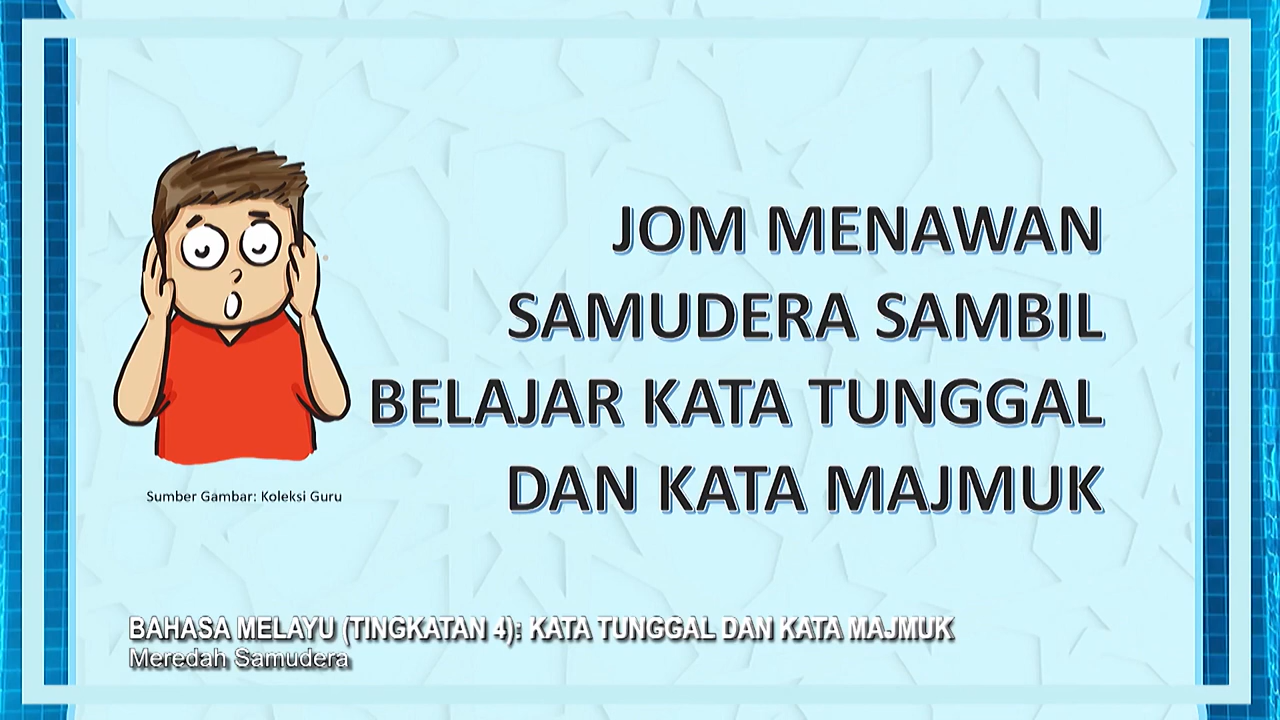 JOM MENAWAN
SAMUDERA SAMBIL
BELAJAR KATA TUNGGAL
DAN KATA MAJMUK
Sumber Gambar: Koleksi Guru
BAHASA MELAYU (TINGKATAN 4): KATA TUNGGAL DAN KATA MAJMUK
Meredah Samudera